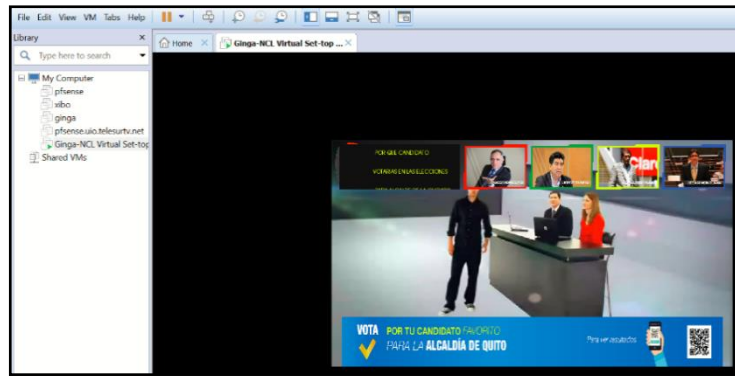 File Edit View VM Tabs Help
Library ×
Type here to search
My Computer
pfsense
xibo
ginga
pfsense.uio.telesurtv.net
Ginga-NCL Virtual Set-top
Shared VMs
Home ×
Ginga-NCL Virtual Set-top ... ×
POR QUE CANDIDATO
VOTARIAS EN LAS ELECCIONES
Claro
VOTA POR TU CANDIDATO FAVORITO
PARA LA ALCALDÍA DE QUITO
Para ver resultados